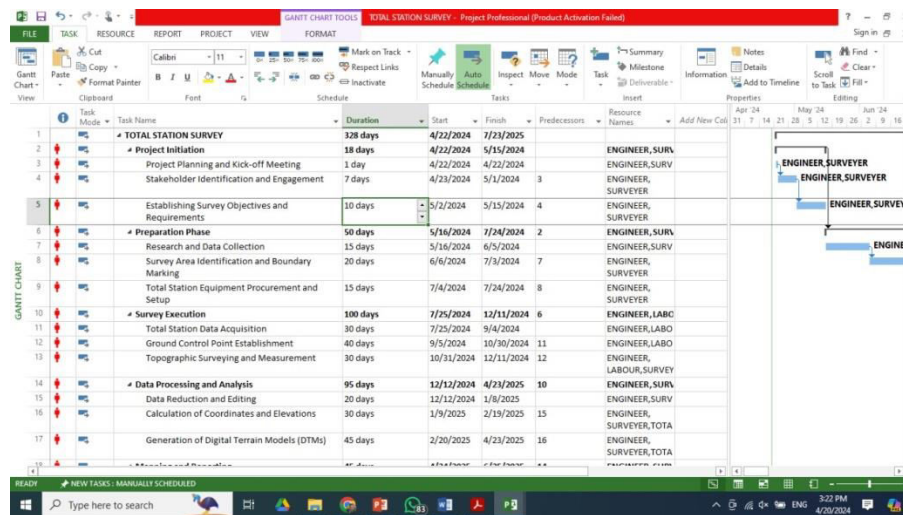 GANTT CHART TOOLS TOTAL STATION SURVEY - Project Professional (Product Activation Failed)
FILE TASK RESOURCE REPORT PROJECT VIEW FORMAT Sign in
Gantt Chart
View
Paste
Cut
Copy
Format Painter
Clipboard
Calibri 11
B I U A
Font
Mark on Track
Respect Links
Inactivate
Schedule
Manually Schedule
Auto Schedule
Inspect Move Mode
Tasks
Task
Summary
Milestone
Deliverable
Insert
Information
Notes
Details
Add to Timeline
Properties
Scroll to Task
Find
Clear
Fill
Editing
Task Mode Task Name Duration Start Finish Predecessors Resource Names Add New Col
Apr '24 May '24 Jun '24
31 7 14 21 28 5 12 19 26 2 9 16
1 TOTAL STATION SURVEY 328 days 4/22/2024 7/23/2025
2 Project Initiation 18 days 4/22/2024 5/15/2024 ENGINEER,SURV
3 Project Planning and Kick-off Meeting 1 day 4/22/2024 4/22/2024 ENGINEER,SURV
ENGINEER,SURVEYER
4 Stakeholder Identification and Engagement 7 days 4/23/2024 5/1/2024 3 ENGINEER,
SURVEYER
ENGINEER,SURVEYER
5 Establishing Survey Objectives and 10 days 5/2/2024 5/15/2024 4 ENGINEER,
Requirements SURVEYER
ENGINEER,SURVEY
6 Preparation Phase 50 days 5/16/2024 7/24/2024 2 ENGINEER,SURV
7 Research and Data Collection 15 days 5/16/2024 6/5/2024 ENGINEER,SURV
ENGINE
8 Survey Area Identification and Boundary 20 days 6/6/2024 7/3/2024 7 ENGINEER,
Marking SURVEYER
9 Total Station Equipment Procurement and 15 days 7/4/2024 7/24/2024 8 ENGINEER,
Setup SURVEYER
10 Survey Execution 100 days 7/25/2024 12/11/2024 6 ENGINEER,LABO
11 Total Station Data Acquisition 30 days 7/25/2024 9/4/2024 ENGINEER,LABO
12 Ground Control Point Establishment 40 days 9/5/2024 10/30/2024 11 ENGINEER,LABO
13 Topographic Surveying and Measurement 30 days 10/31/2024 12/11/2024 12 ENGINEER,
LABOUR,SURVEY
14 Data Processing and Analysis 95 days 12/12/2024 4/23/2025 10 ENGINEER,SURV
15 Data Reduction and Editing 20 days 12/12/2024 1/8/2025 ENGINEER,SURV
16 Calculation of Coordinates and Elevations 30 days 1/9/2025 2/19/2025 15 ENGINEER,
SURVEYER,TOTA
17 Generation of Digital Terrain Models (DTMs) 45 days 2/20/2025 4/23/2025 16 ENGINEER,
SURVEYER,TOTA
GANTT CHART
READY NEW TASKS : MANUALLY SCHEDULED
Type here to search
83
ENG
3:22 PM
4/20/2024